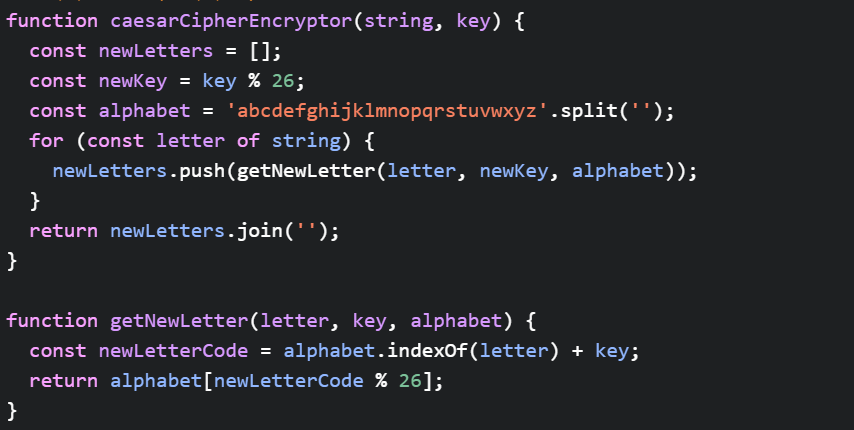 function caesarCipherEncryptor(string, key) {
  const newLetters = [];
  const newKey = key % 26;
  const alphabet = 'abcdefghijklmnopqrstuvwxyz'.split('');
  for (const letter of string) {
    newLetters.push(getNewLetter(letter, newKey, alphabet));
  }
  return newLetters.join('');
}

function getNewLetter(letter, key, alphabet) {
  const newLetterCode = alphabet.indexOf(letter) + key;
  return alphabet[newLetterCode % 26];
}